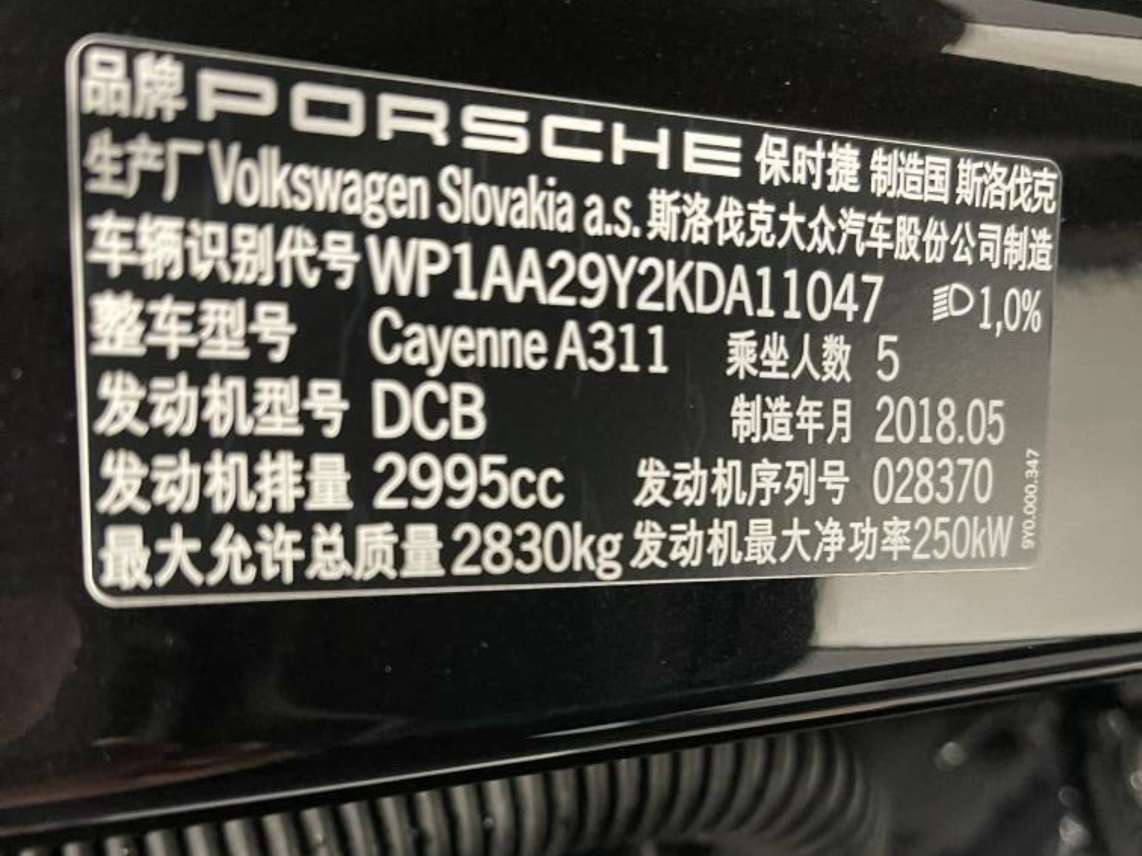 品牌 PORSCHE 保时捷 制造国 斯洛伐克
生产厂 Volkswagen Slovakia a.s. 斯洛伐克大众汽车股份公司制造
车辆识别代号 WP1AA29Y2KDA11047 1,0%
整车型号 Cayenne A311 乘坐人数 5
发动机型号 DCB 制造年月 2018.05
发动机排量 2995cc 发动机序列号 028370
最大允许总质量 2830kg 发动机最大净功率 250kW
9Y0.000.347